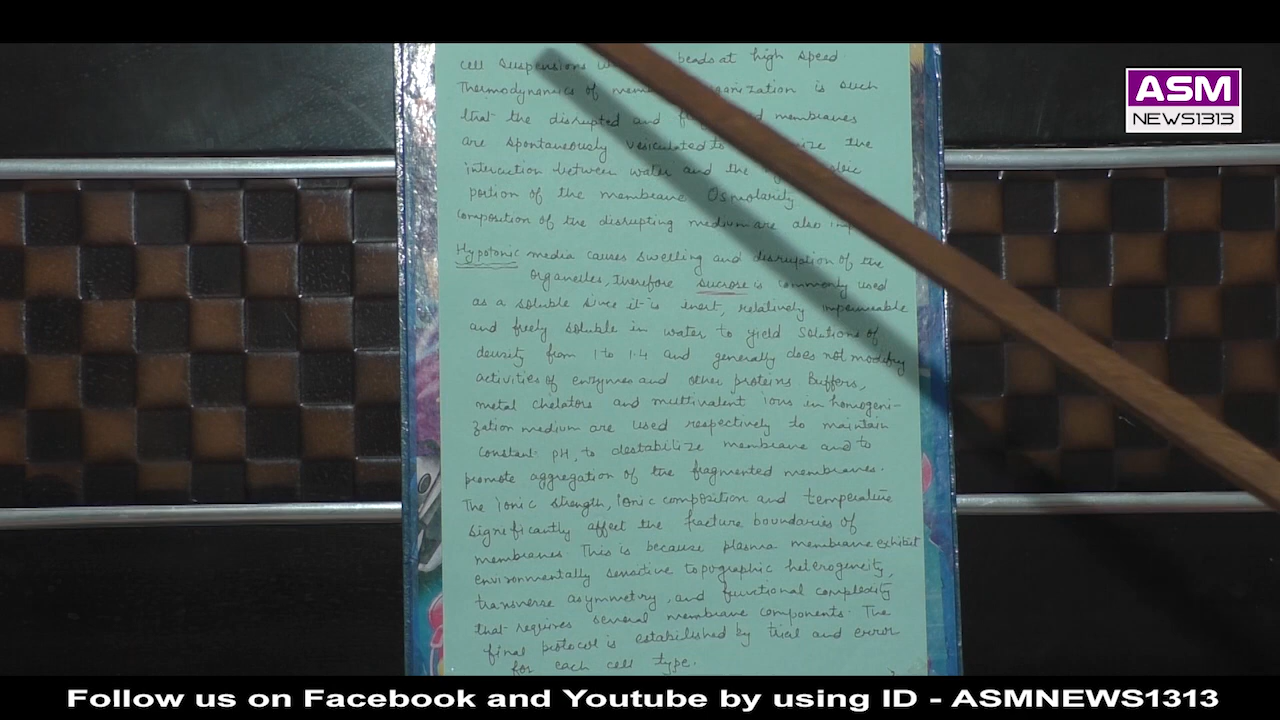 cell suspensions beads at high speed.
Thermodynamics of organization is such
that the disrupted and membranes
are spontaneously vesiculated to the
interaction between water and the
portion of the membrane Osmolarity
composition of the disrupting medium are also
Hypotonic media causes swelling and disruption of the
organelles, therefore sucrose is commonly used
as a soluble since it is inert, relatively impermeable
and freely soluble in water to yield solutions of
density from 1 to 1.4 and generally does not modify
activities of enzymes and other proteins. Buffers,
metal chelators and multivalent ions in homogeni-
zation medium are used respectively to maintain
constant pH, to destabilize membrane and to
promote aggregation of the fragmented membranes.
The ionic strength, ionic composition and temperature
significantly affect the fracture boundaries of
membranes. This is because plasma membrane exhibit
environmentally sensitive topographic heterogeneity,
transverse asymmetry, and functional complexity
that requires several membrane components. The
final protocol is established by trial and error
for each cell type.
ASM
NEWS1313
Follow us on Facebook and Youtube by using ID - ASMNEWS1313